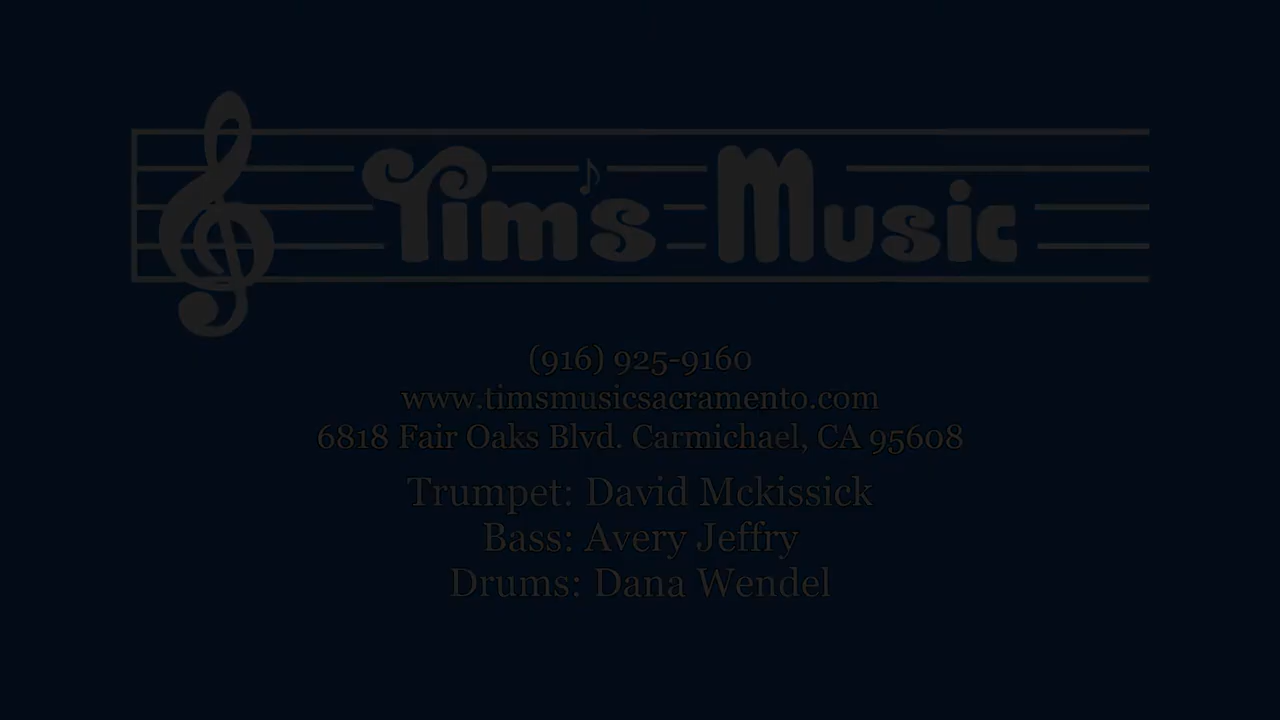 Tim's Music
(916) 925-9160
www.timsmusicsacramento.com
6818 Fair Oaks Blvd. Carmichael, CA 95608
Trumpet: David Mckissick
Bass: Avery Jeffry
Drums: Dana Wendel